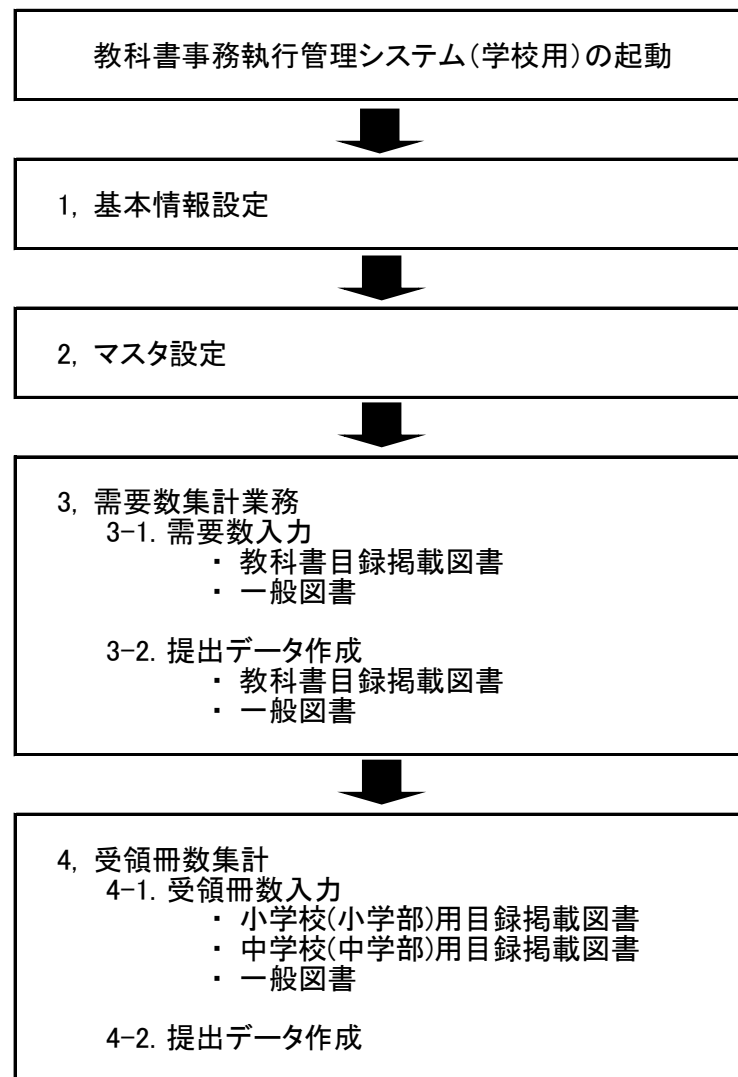 教科書事務執行管理システム（学校用）の起動
1, 基本情報設定
2, マスタ設定
3, 需要数集計業務
3-1. 需要数入力
・ 教科書目録掲載図書
・ 一般図書
3-2. 提出データ作成
・ 教科書目録掲載図書
・ 一般図書
4, 受領冊数集計
4-1. 受領冊数入力
・ 小学校(小学部)用目録掲載図書
・ 中学校(中学部)用目録掲載図書
・ 一般図書
4-2. 提出データ作成